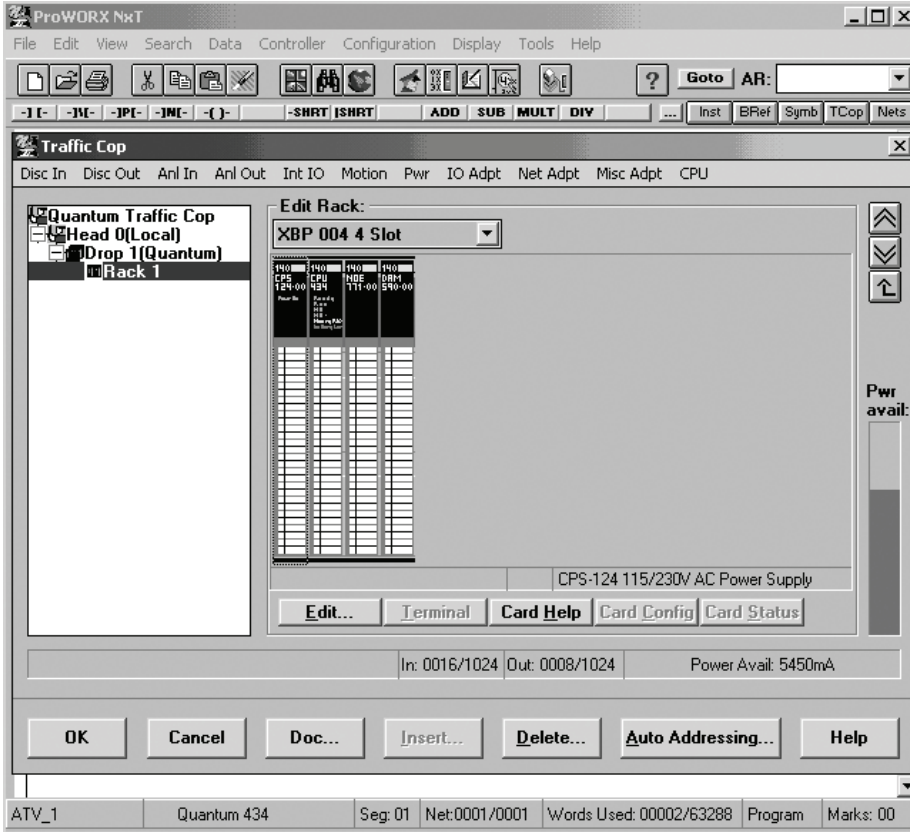 ProWORX NxT
File Edit View Search Data Controller Configuration Display Tools Help
? Goto AR:
-] [- -]\[- -]P[- -]N[- -( )- -SHRT ISHRT ADD SUB MULT DIV ... Inst BRef Symb TCop Nets
Traffic Cop
Disc In Disc Out Anl In Anl Out Int IO Motion Pwr IO Adpt Net Adpt Misc Adpt CPU
Quantum Traffic Cop
Head 0(Local)
Drop 1(Quantum)
Rack 1
Edit Rack:
XBP 004 4 Slot
140 140 140 140
CPS CPU NOE DRM
124-00 434 771-00 590-00
Ready
Run
Pwr avail:
CPS-124 115/230V AC Power Supply
Edit... Terminal Card Help Card Config Card Status
In: 0016/1024 Out: 0008/1024 Power Avail: 5450mA
OK Cancel Doc... Insert... Delete... Auto Addressing... Help
ATV_1 Quantum 434 Seg: 01 Net:0001/0001 Words Used: 00002/63288 Program Marks: 00